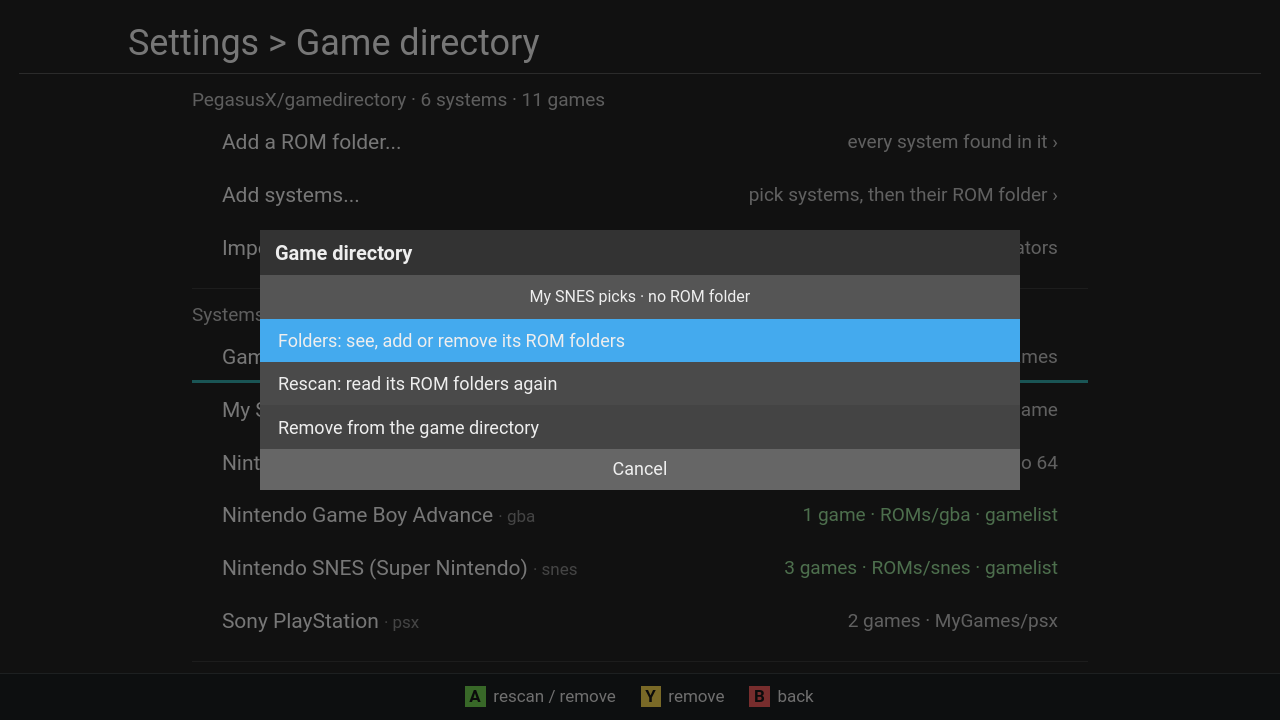 Settings > Game directory
PegasusX/gamedirectory · 6 systems · 11 games
Add a ROM folder... every system found in it ›
Add systems... pick systems, then their ROM folder ›
Game directory
My SNES picks · no ROM folder
Systems
Folders: see, add or remove its ROM folders
Rescan: read its ROM folders again
My
Remove from the game directory
Cancel
Nintendo Game Boy Advance · gba 1 game · ROMs/gba · gamelist
Nintendo SNES (Super Nintendo) · snes 3 games · ROMs/snes · gamelist
Sony PlayStation · psx 2 games · MyGames/psx
A rescan / remove Y remove B back